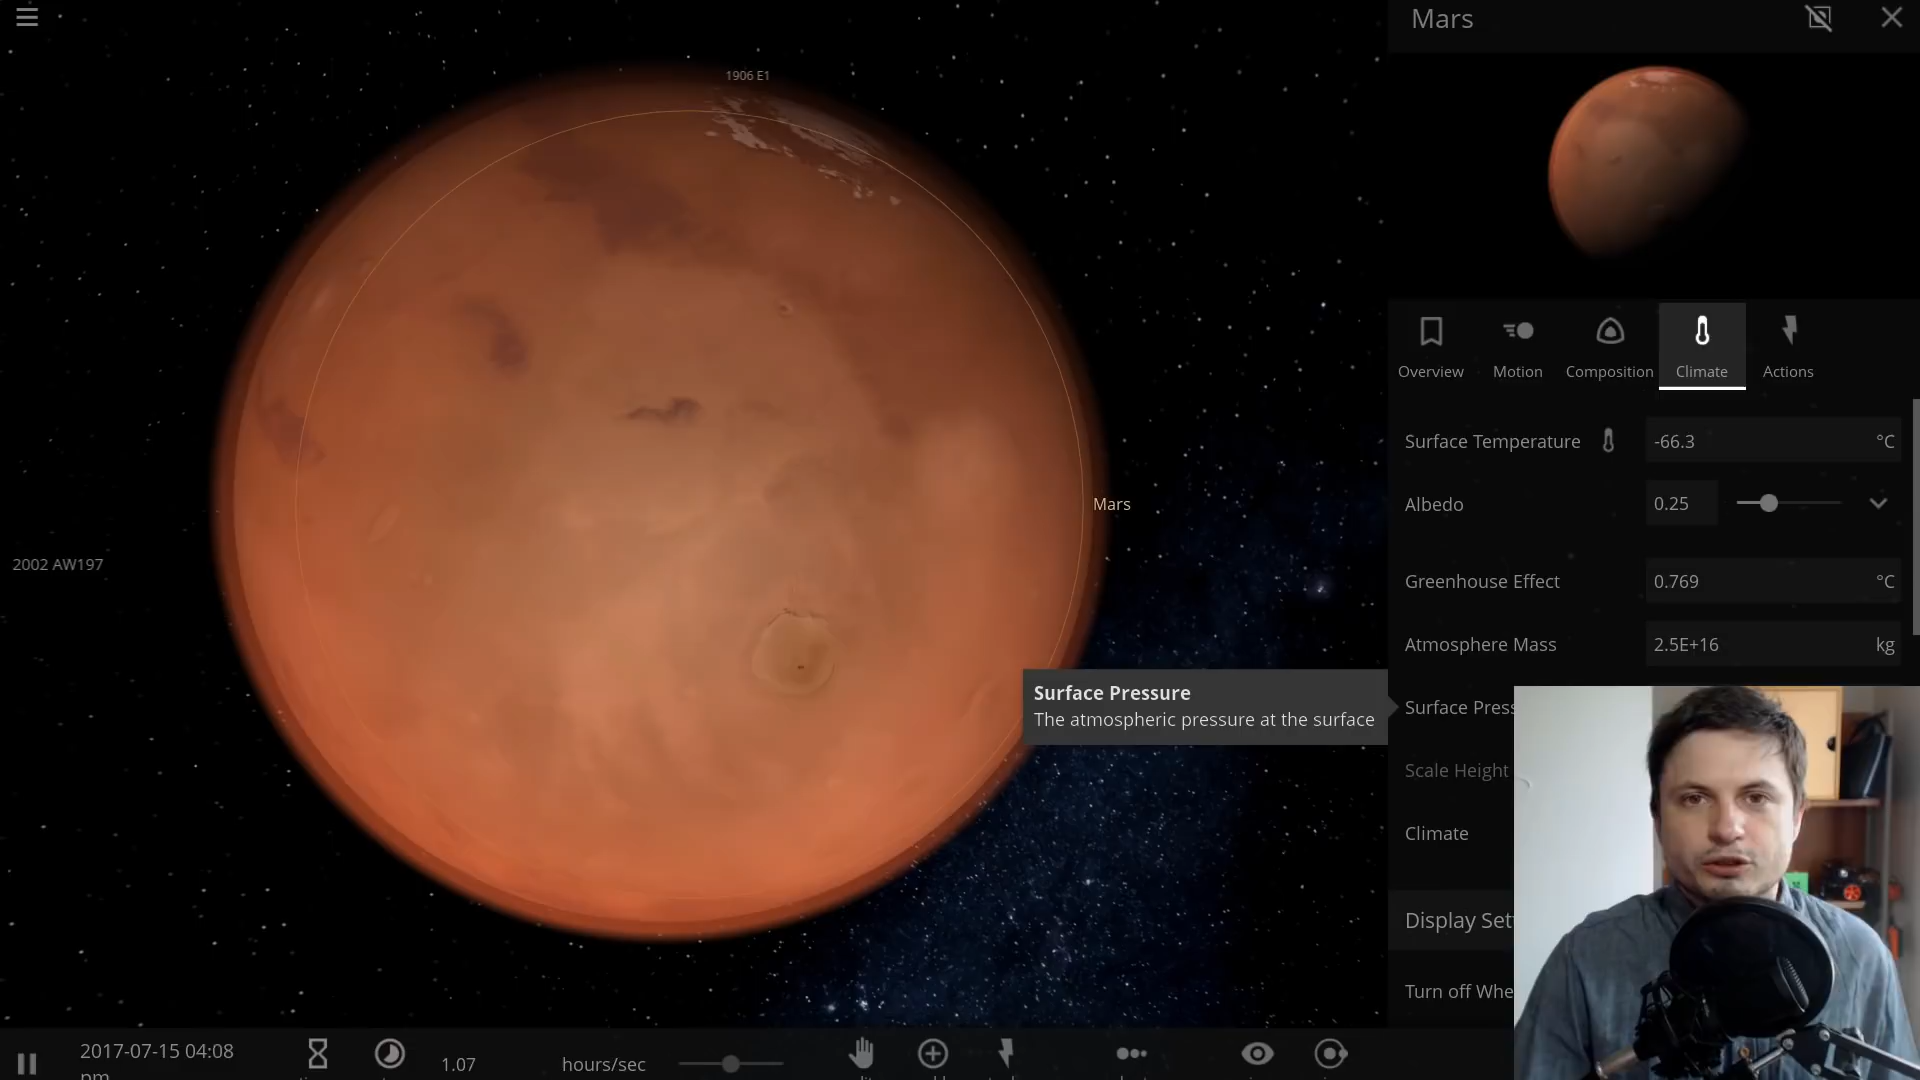 Mars
1906 E1
Overview
Motion
Composition
Climate
Actions
Surface Temperature
-66.3
°C
Albedo
0.25
Mars
2002 AW197
Greenhouse Effect
0.769
°C
Atmosphere Mass
2.5E+16
kg
Surface Pressure
The atmospheric pressure at the surface
Surface Press
Scale Height
Climate
Display Set
Turn off Whe
2017-07-15 04:08
pm
1.07
hours/sec